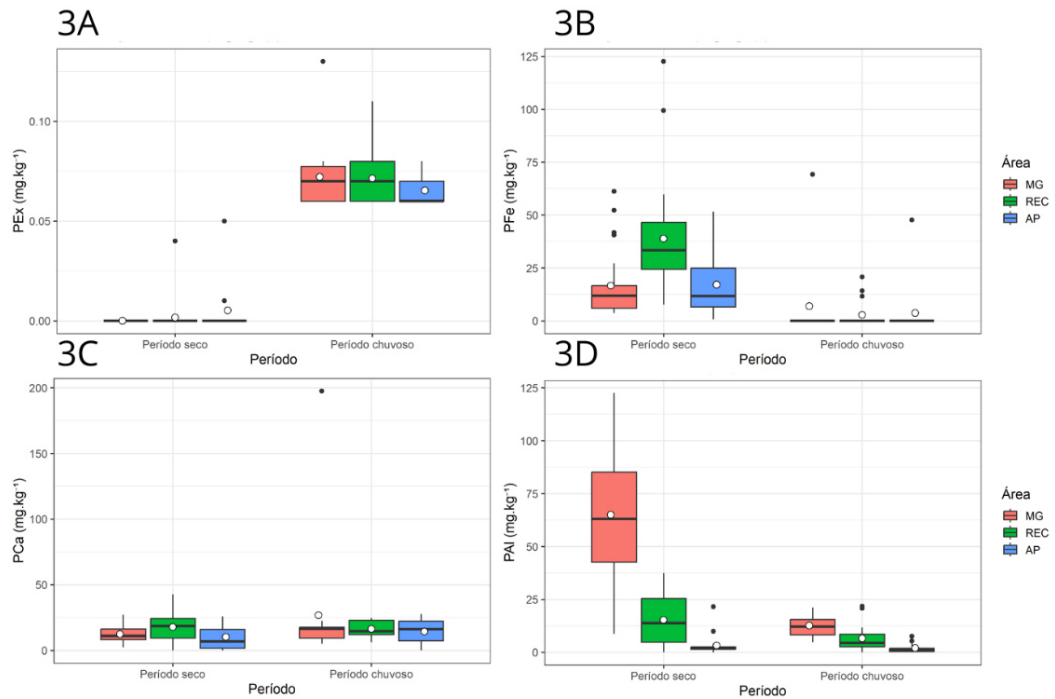 3A
PEx (mg.kg⁻¹)
0.10
0.05
0.00
Período seco
Período chuvoso
Período
3B
PFe (mg.kg⁻¹)
125
100
75
50
25
0
Período seco
Período chuvoso
Período
Área
MG
REC
AP
3C
PCa (mg.kg⁻¹)
200
150
100
50
0
Período seco
Período chuvoso
Período
3D
PAl (mg.kg⁻¹)
125
100
75
50
25
0
Período seco
Período chuvoso
Período
Área
MG
REC
AP